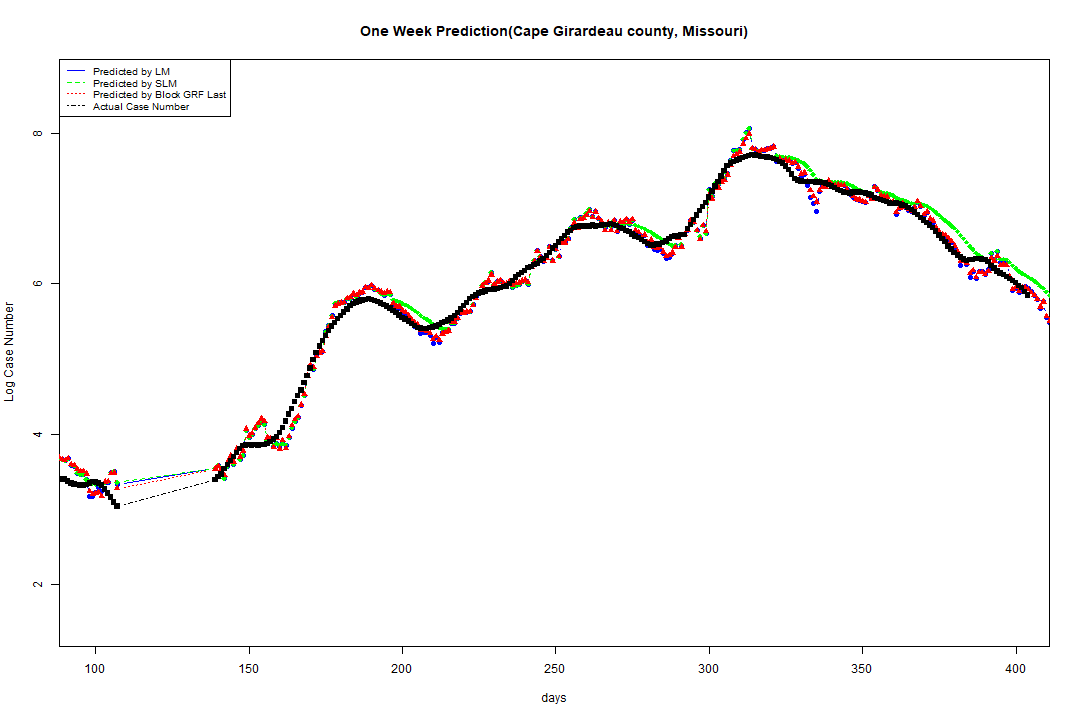 One Week Prediction(Cape Girardeau county, Missouri)
Predicted by LM
Predicted by SLM
Predicted by Block GRF Last
Actual Case Number
8
6
4
2
Log Case Number
100 150 200 250 300 350 400
days